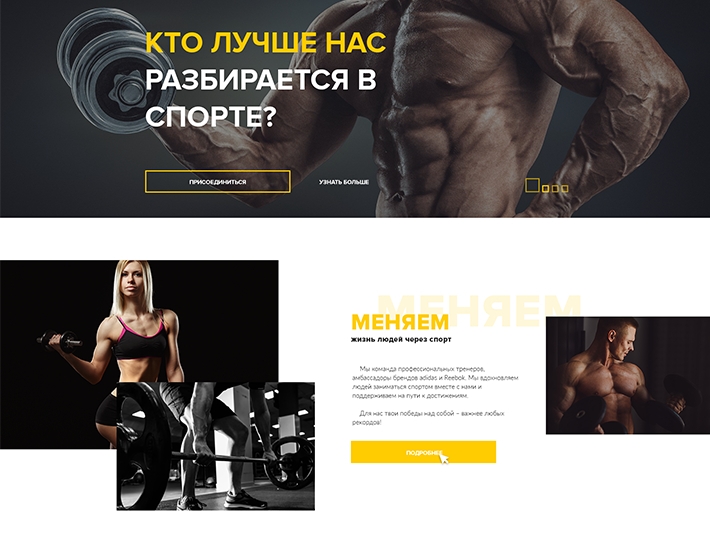 КТО ЛУЧШЕ НАС
РАЗБИРАЕТСЯ В
СПОРТЕ?
ПРИСОЕДИНИТЬСЯ
УЗНАТЬ БОЛЬШЕ
МЕНЯЕМ
МЕНЯЕМ
жизнь людей через спорт
Мы команда профессиональных тренеров,
амбассадоры брендов adidas и Reebok. Мы вдохновляем
людей заниматься спортом вместе с нами и
поддерживаем на пути к достижениям.
Для нас твои победы над собой – важнее любых
рекордов!
ПОДРОБНЕЕ